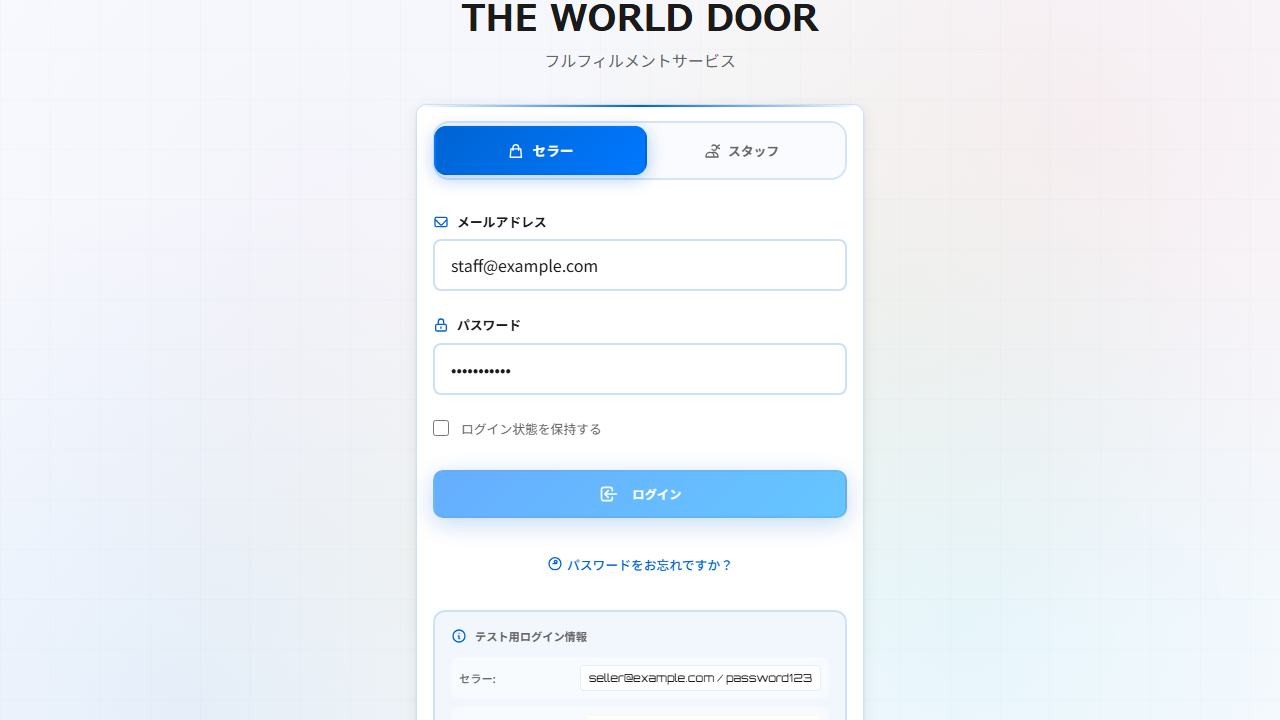 THE WORLD DOOR
フルフィルメントサービス
セラー
スタッフ
メールアドレス
staff@example.com
パスワード
•••••••••••
ログイン状態を保持する
ログイン
パスワードをお忘れですか？
テスト用ログイン情報
セラー:
seller@example.com / password123